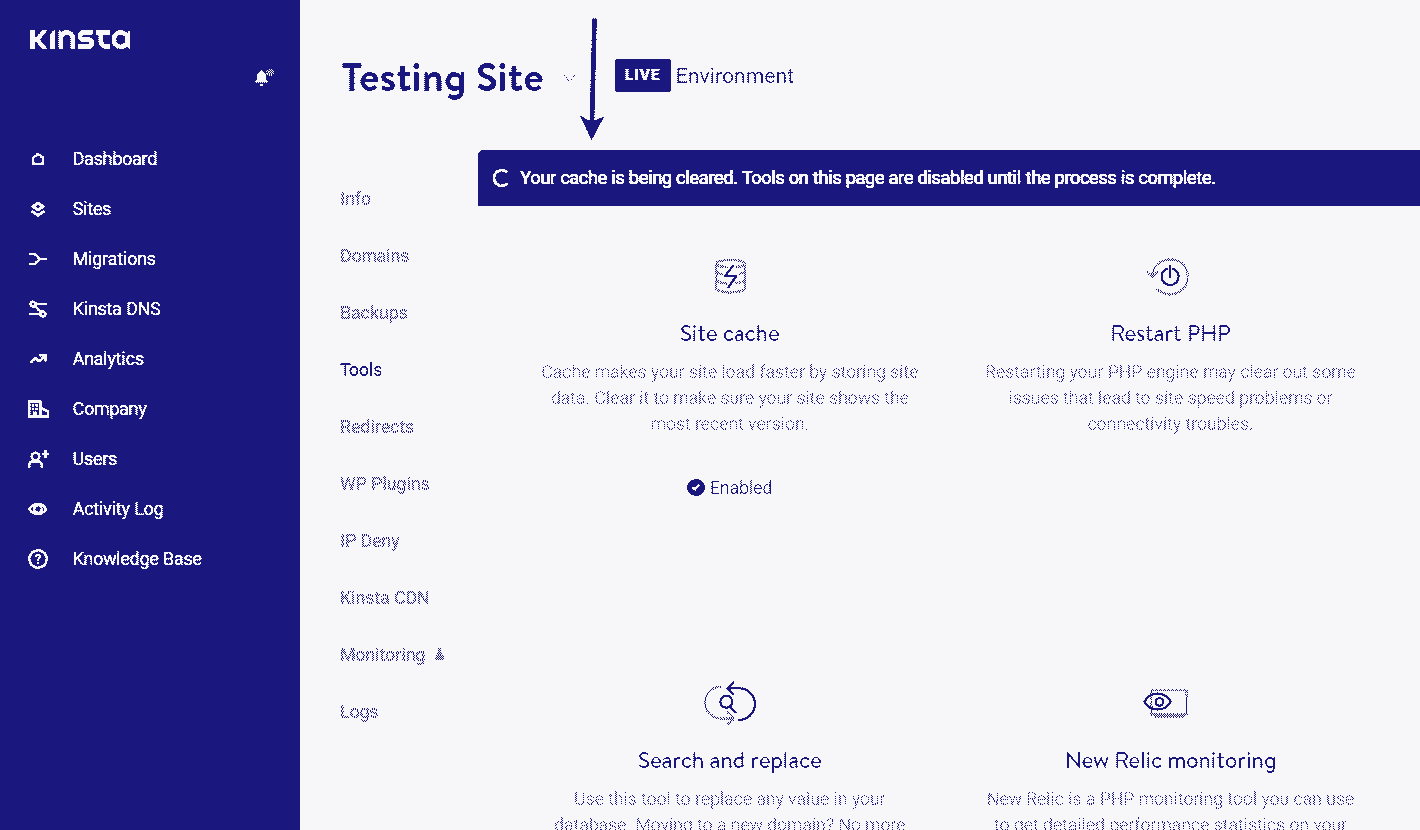 KINSTA
Dashboard
Sites
Migrations
Kinsta DNS
Analytics
Company
Users
Activity Log
Knowledge Base
Testing Site
LIVE Environment
Info
Domains
Backups
Tools
Redirects
WP Plugins
IP Deny
Kinsta CDN
Monitoring
Logs
Your cache is being cleared. Tools on this page are disabled until the process is complete.
Site cache
Cache makes your site load faster by storing site
data. Clear it to make sure your site shows the
most recent version.
Enabled
Restart PHP
Restarting your PHP engine may clear out some
issues that lead to site speed problems or
connectivity troubles.
Search and replace
Use this tool to replace any value in your
database. Moving to a new domain? No more
New Relic monitoring
New Relic is a PHP monitoring tool you can use
to get detailed performance statistics on your